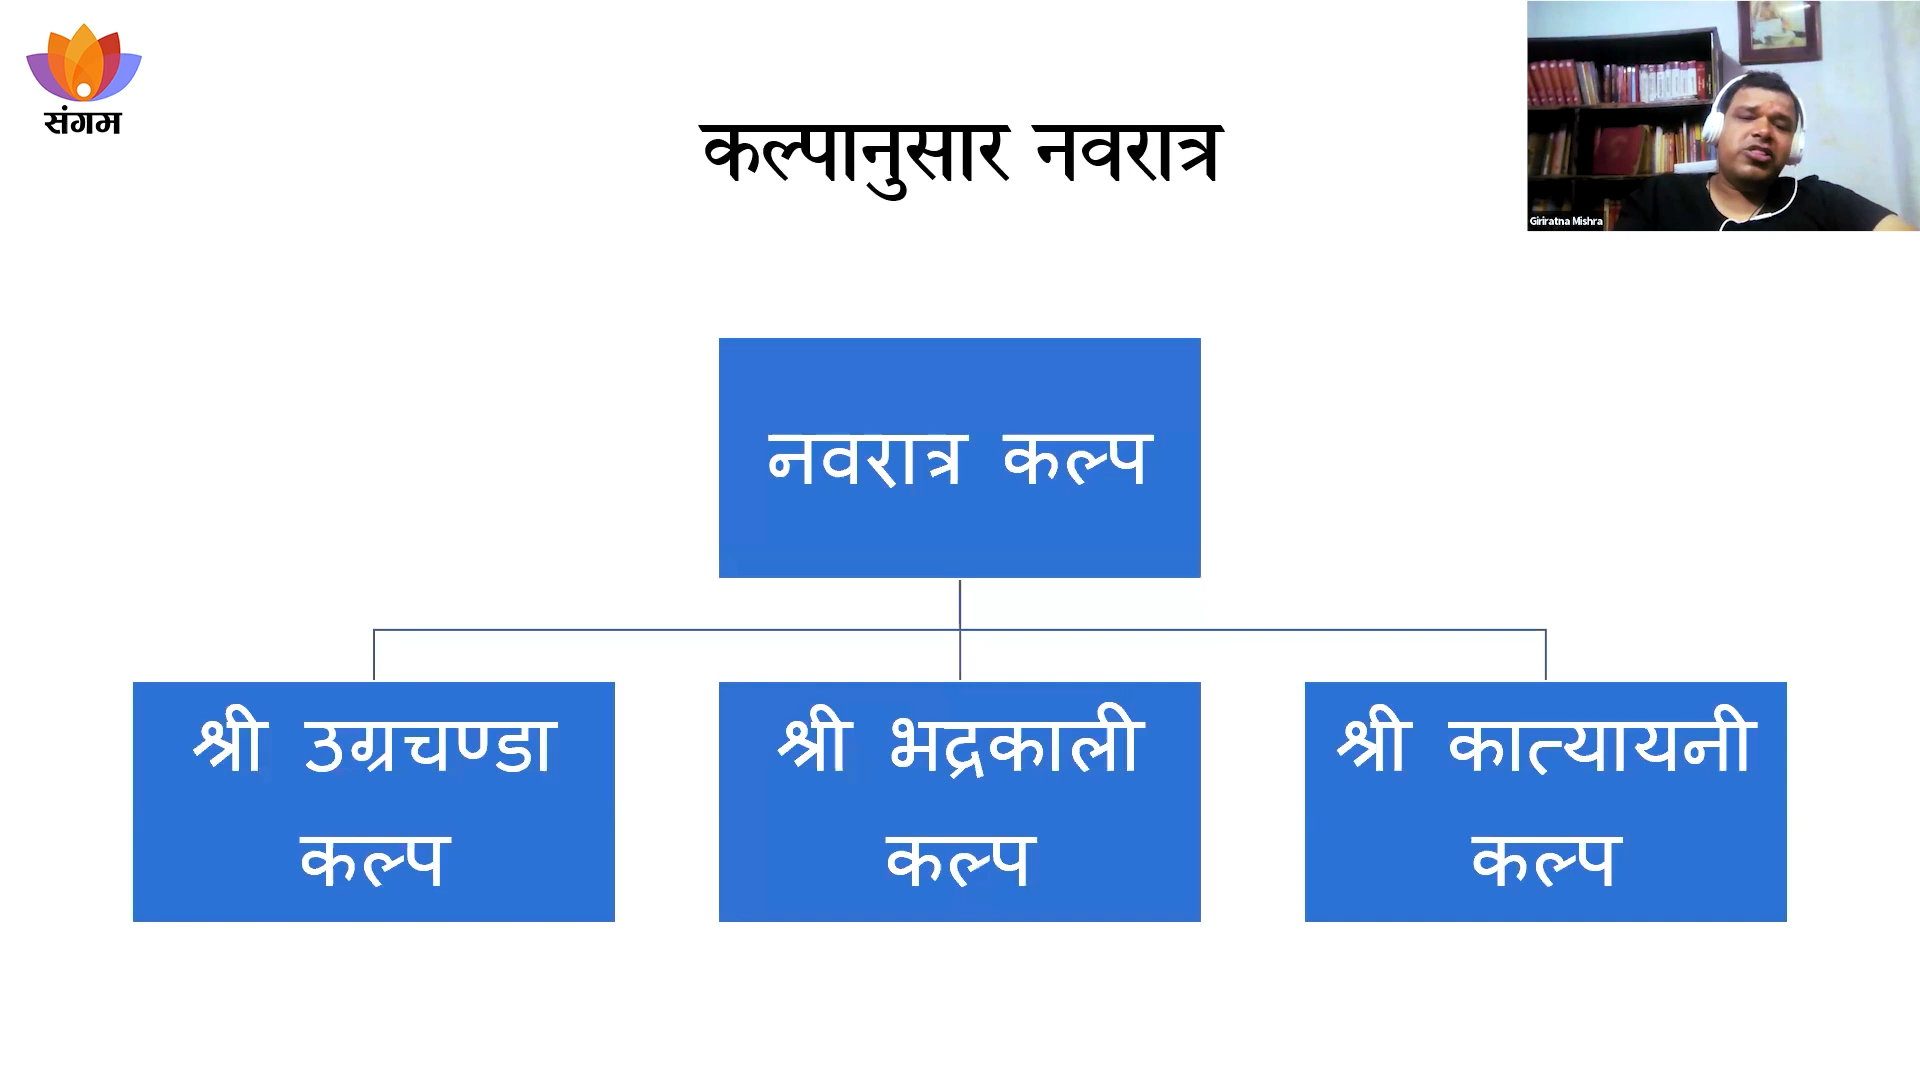 संगम
कल्पानुसार नवरात्र
Giriratna Mishra
नवरात्र कल्प
श्री उग्रचण्डा
कल्प
श्री भद्रकाली
कल्प
श्री कात्यायनी
कल्प